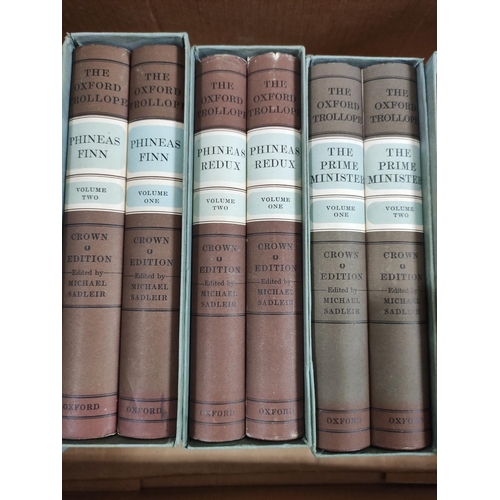 THE
OXFORD
TROLLOPE
PHINEAS
FINN
VOLUME
TWO
CROWN
EDITION
Edited by
MICHAEL
SADLEIR
OXFORD
THE
OXFORD
TROLLOPE
PHINEAS
FINN
VOLUME
ONE
CROWN
EDITION
Edited by
MICHAEL
SADLEIR
OXFORD
THE
OXFORD
TROLLOPE
PHINEAS
REDUX
VOLUME
TWO
CROWN
EDITION
Edited by
MICHAEL
SADLEIR
OXFORD
THE
OXFORD
TROLLOPE
PHINEAS
REDUX
VOLUME
ONE
CROWN
EDITION
Edited by
MICHAEL
SADLEIR
OXFORD
THE
OXFORD
TROLLOPE
THE
PRIME
MINISTER
VOLUME
ONE
CROWN
EDITION
Edited by
MICHAEL
SADLEIR
OXFORD
THE
OXFORD
TROLLOPE
THE
PRIME
MINISTER
VOLUME
TWO
CROWN
EDITION
Edited by
MICHAEL
SADLEIR
OXFORD